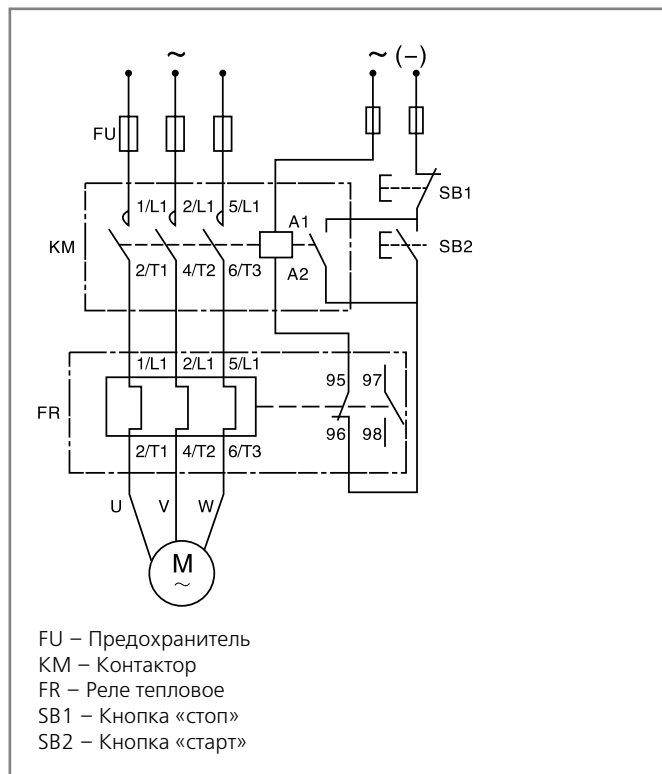 ~ ~ (–)
FU
1/L1 2/L1 5/L1
A1
SB1
KM
SB2
A2
2/T1 4/T2 6/T3
1/L1 2/L1 5/L1
95 97
FR
96 98
2/T1 4/T2 6/T3
U V W
M
~
FU – Предохранитель
КМ – Контактор
FR – Реле тепловое
SB1 – Кнопка «стоп»
SB2 – Кнопка «старт»